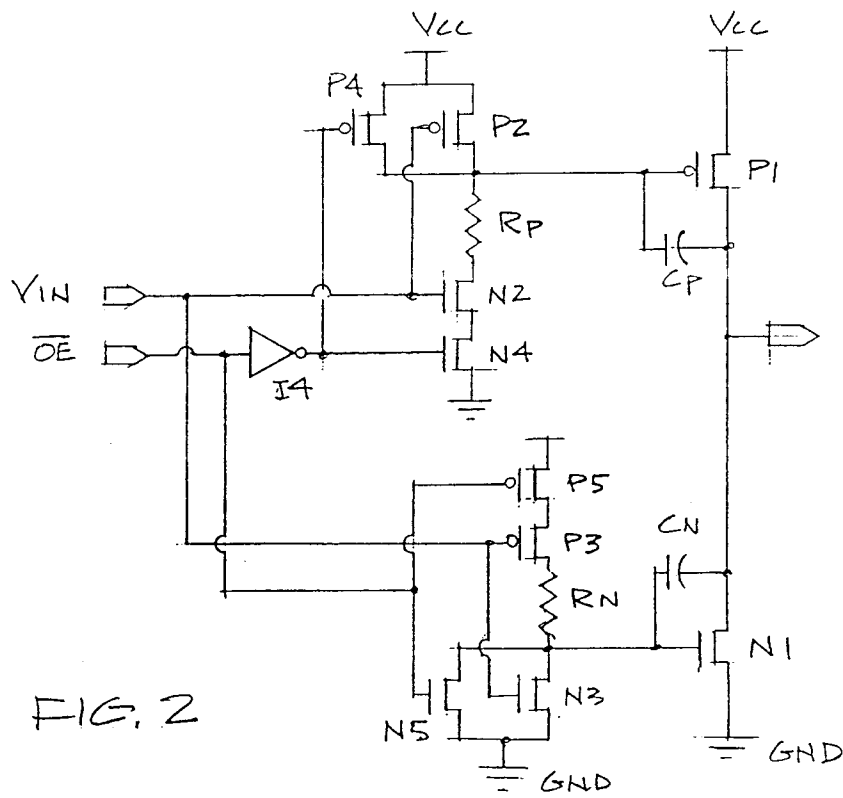 Vcc
Vcc
P4
P2
P1
RP
CP
VIN
N2
OE
N4
I4
P5
P3
CN
RN
N1
N3
N5
FIG. 2
GND
GND